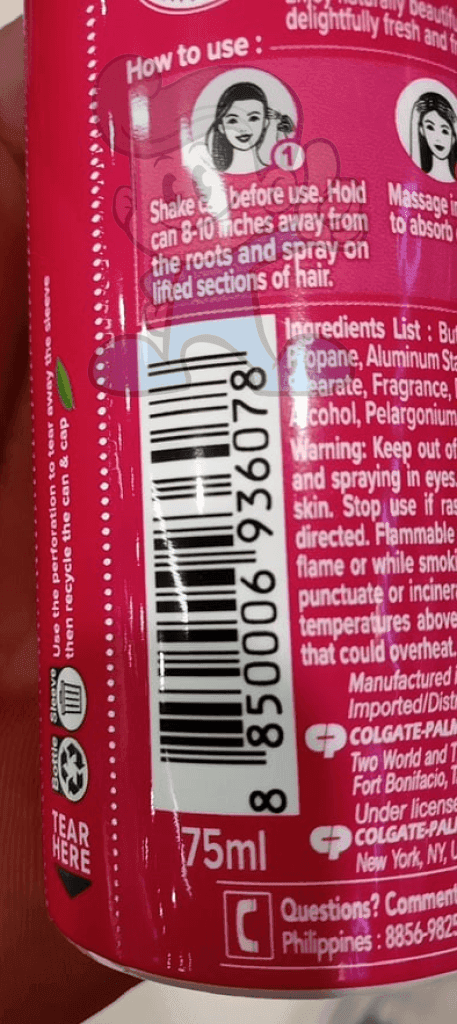 delightfully fresh and
How to use :
1
Shake can before use. Hold
can 8-10 inches away from
the roots and spray on
lifted sections of hair.
Massage
to absorb
Ingredients List :
Propane, Aluminum
Stearate, Fragrance,
Alcohol, Pelargonium
Warning: Keep out of
and spraying in eyes.
skin. Stop use if
directed. Flammable
flame or while
punctuate or
temperatures above
that could overheat.
Manufactured
Imported/
COLGATE-
Two World and
Fort Bonifacio,
Under license
COLGATE-
New York, NY,
Questions?
Philippines : 8856-
8 850006 936078
75ml
Use the perforation to tear away the sleeve
then recycle the can & cap
Bottle Sleeve
TEAR
HERE